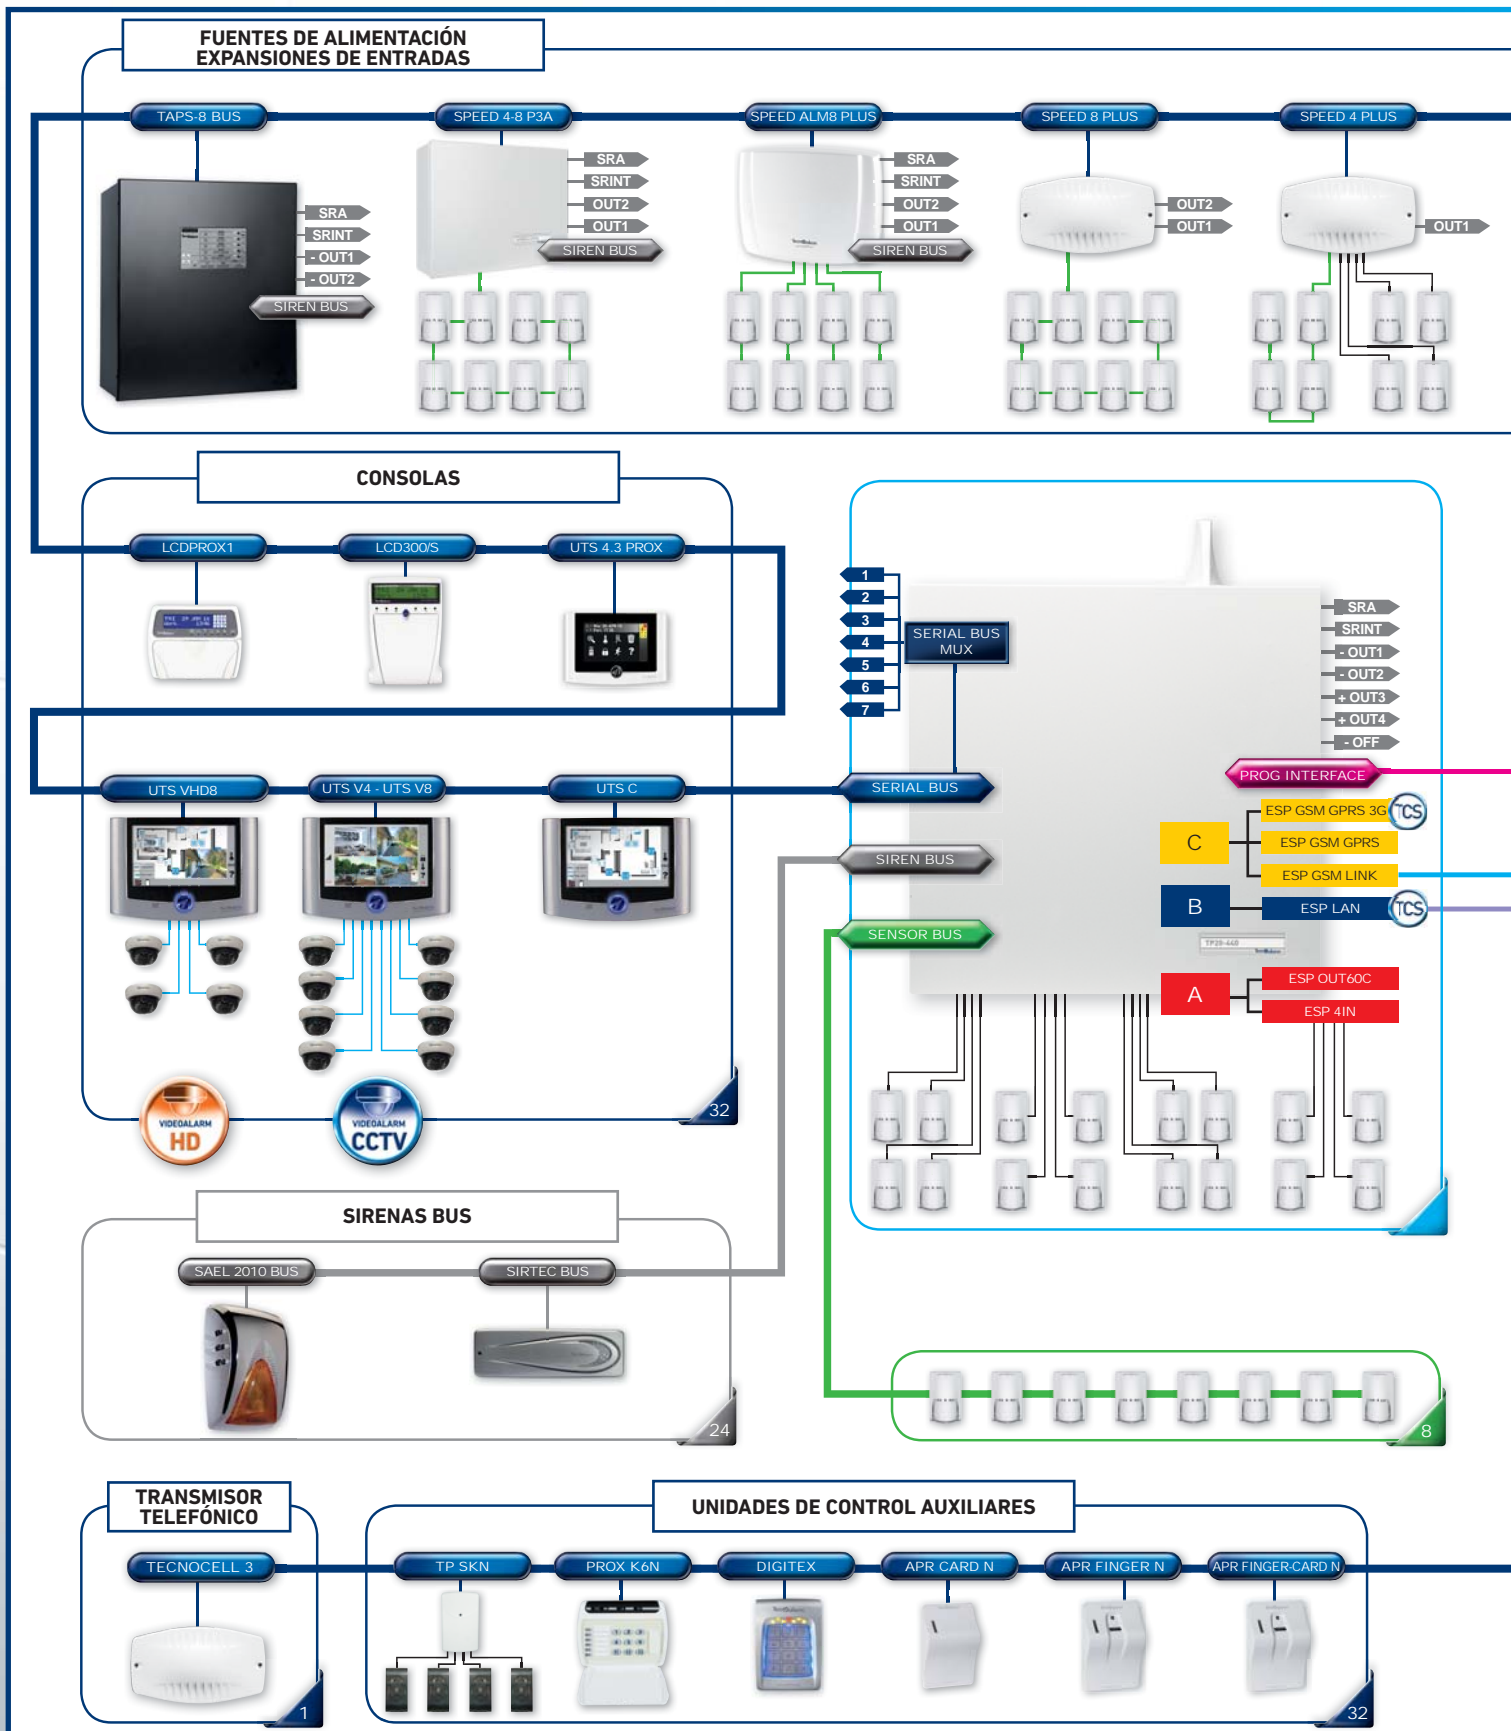 FUENTES DE ALIMENTACIÓN
EXPANSIONES DE ENTRADAS
TAPS-8 BUS
SPEED 4-8 P3A
SPEED ALM8 PLUS
SPEED 8 PLUS
SPEED 4 PLUS
SRA
SRINT
- OUT1
- OUT2
SIREN BUS
SRA
SRINT
OUT2
OUT1
SIREN BUS
SRA
SRINT
OUT2
OUT1
SIREN BUS
OUT2
OUT1
OUT1
CONSOLAS
LCDPROX1
LCD300/S
UTS 4.3 PROX
UTS VHD8
UTS V4 - UTS V8
UTS C
VIDEOALARM
HD
VIDEOALARM
CCTV
32
1
2
3
4
5
6
7
SERIAL BUS
MUX
SERIAL BUS
SIREN BUS
SENSOR BUS
SRA
SRINT
- OUT1
- OUT2
+ OUT3
+ OUT4
- OFF
PROG INTERFACE
C
ESP GSM GPRS 3G
TCS
ESP GSM GPRS
ESP GSM LINK
B
ESP LAN
TCS
TP20-440
A
ESP OUT60C
ESP 4IN
SIRENAS BUS
SAEL 2010 BUS
SIRTEC BUS
24
8
TRANSMISOR
TELEFÓNICO
TECNOCELL 3
1
UNIDADES DE CONTROL AUXILIARES
TP SKN
PROX K6N
DIGITEX
APR CARD N
APR FINGER N
APR FINGER-CARD N
32